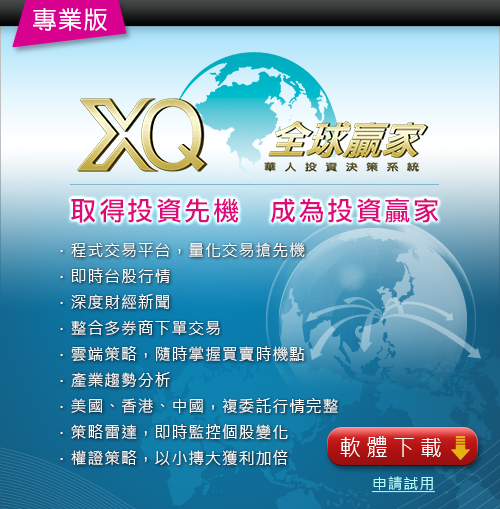 專業版
XQ 全球贏家
華人投資決策系統
取得投資先機 成為投資贏家
· 程式交易平台，量化交易搶先機
· 即時台股行情
· 深度財經新聞
· 整合多券商下單交易
· 雲端策略，隨時掌握買賣時機點
· 產業趨勢分析
· 美國、香港、中國，複委託行情完整
· 策略雷達，即時監控個股變化
· 權證策略，以小摶大獲利加倍
軟體下載
申請試用